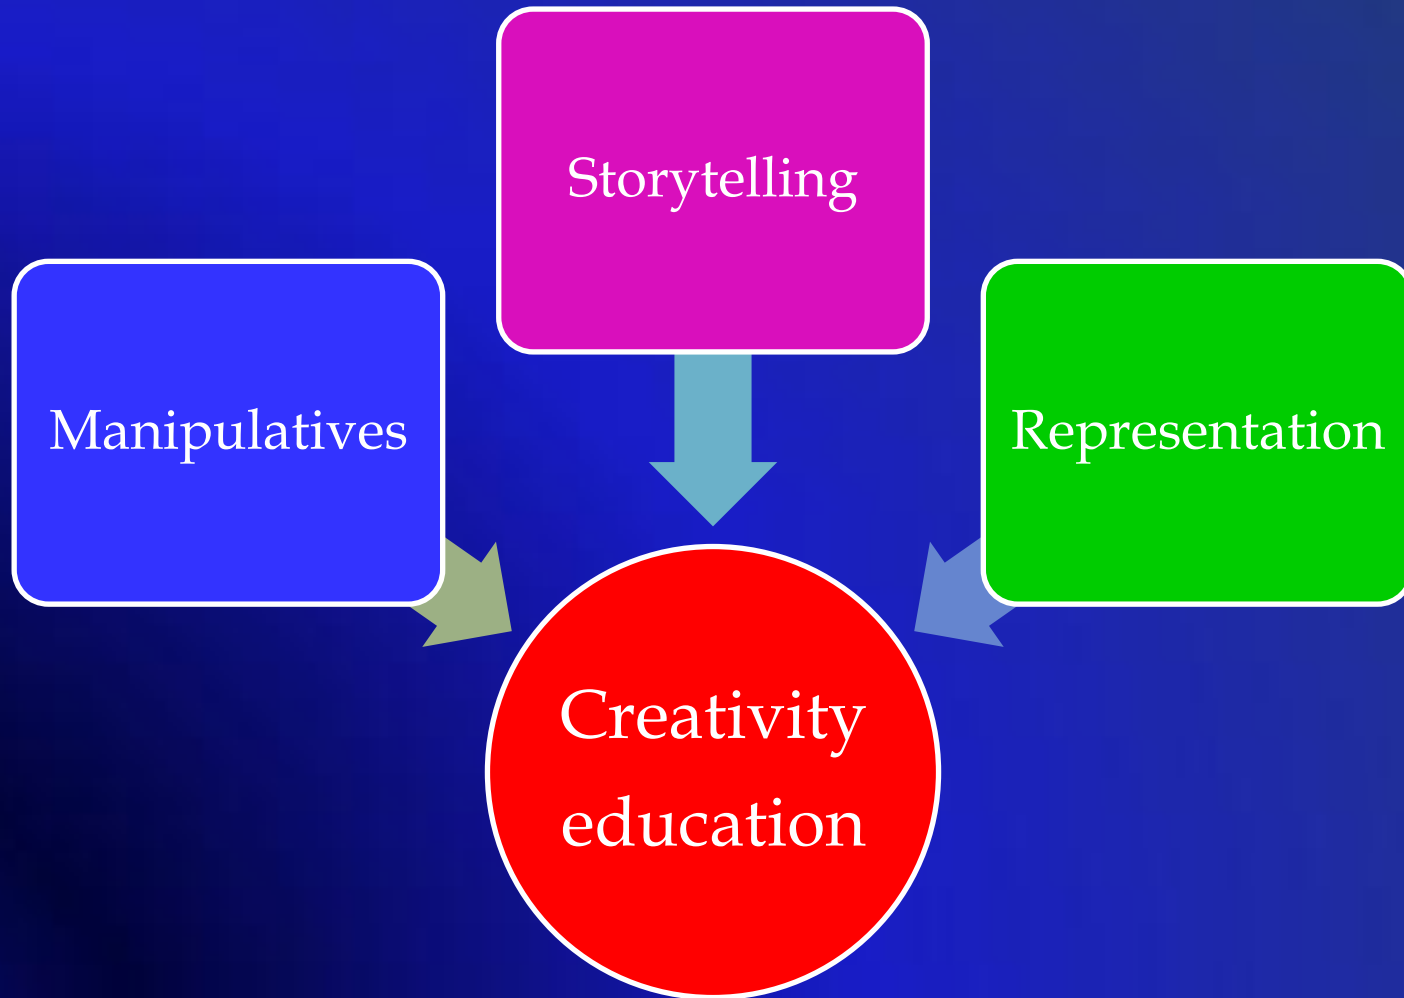 Storytelling
Manipulatives
Representation
Creativity
education